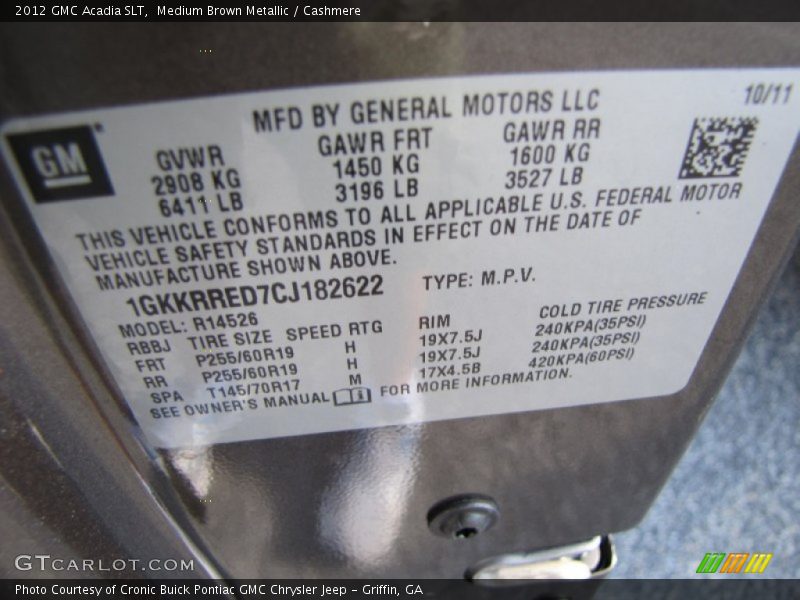 2012 GMC Acadia SLT, Medium Brown Metallic / Cashmere
10/11
MFD BY GENERAL MOTORS LLC
GM
GVWR GAWR FRT GAWR RR
2908 KG 1450 KG 1600 KG
6411 LB 3196 LB 3527 LB
THIS VEHICLE CONFORMS TO ALL APPLICABLE U.S. FEDERAL MOTOR
VEHICLE SAFETY STANDARDS IN EFFECT ON THE DATE OF
MANUFACTURE SHOWN ABOVE.
1GKKRRED7CJ182622 TYPE: M.P.V.
MODEL: R14526
RBBJ TIRE SIZE SPEED RTG RIM COLD TIRE PRESSURE
FRT P255/60R19 H 19X7.5J 240KPA(35PSI)
RR P255/60R19 H 19X7.5J 240KPA(35PSI)
SPA T145/70R17 M 17X4.5B 420KPA(60PSI)
SEE OWNER'S MANUAL FOR MORE INFORMATION.
GTCARLOT.COM
Photo Courtesy of Cronic Buick Pontiac GMC Chrysler Jeep - Griffin, GA